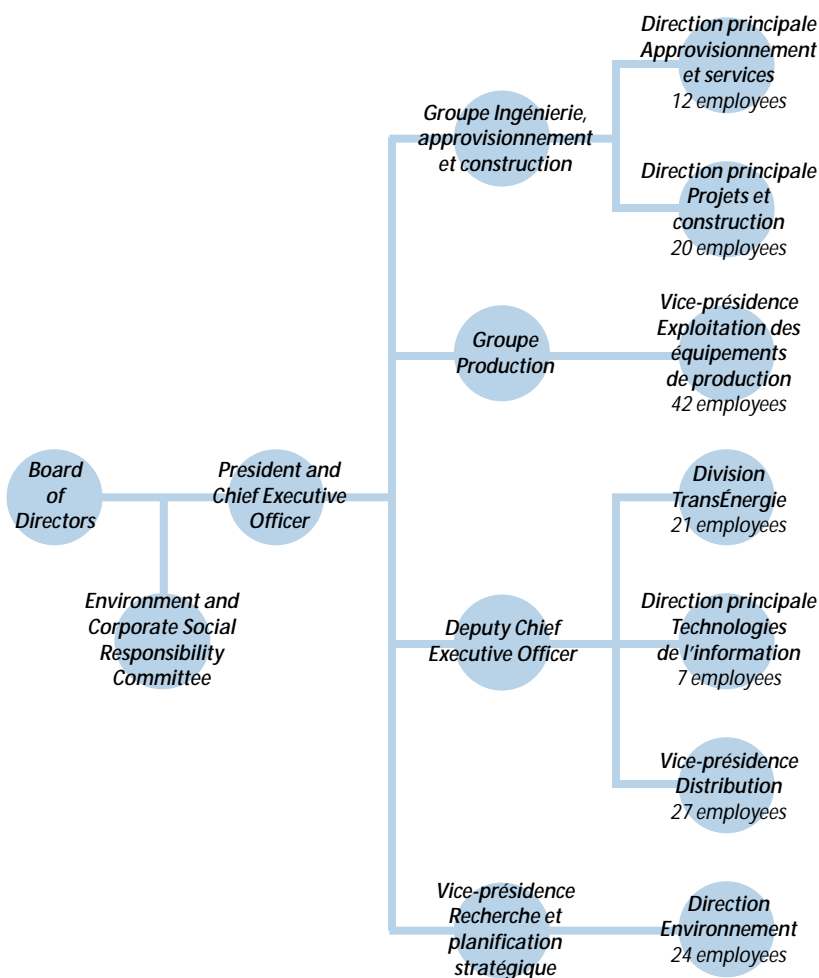 Direction principale
Approvisionnement
et services
12 employees
Groupe Ingénierie,
approvisionnement
et construction
Direction principale
Projets et
construction
20 employees
Groupe
Production
Vice-présidence
Exploitation des
équipements
de production
42 employees
Board
of
Directors
President and
Chief Executive
Officer
Environment and
Corporate Social
Responsibility
Committee
Division
TransÉnergie
21 employees
Deputy Chief
Executive Officer
Direction principale
Technologies
de l'information
7 employees
Vice-présidence
Distribution
27 employees
Vice-présidence
Recherche et
planification
stratégique
Direction
Environnement
24 employees